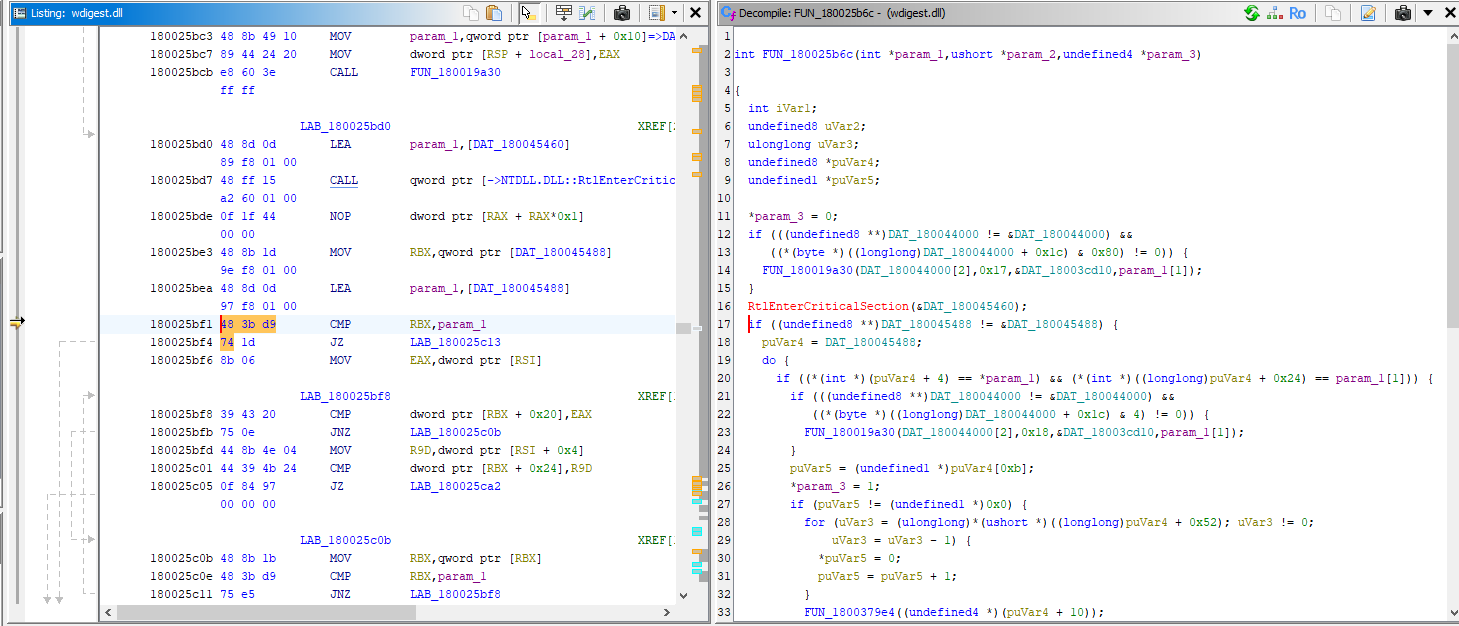 Listing: wdigest.dll
180025bc3 48 8b 49 10 MOV param_1,qword ptr [param_1 + 0x10]=>DA
180025bc7 89 44 24 20 MOV dword ptr [RSP + local_28],EAX
180025bcb e8 60 3e CALL FUN_180019a30
ff ff
LAB_180025bd0 XREF[
180025bd0 48 8d 0d LEA param_1,[DAT_180045460]
89 f8 01 00
180025bd7 48 ff 15 CALL qword ptr [->NTDLL.DLL::RtlEnterCritic
a2 60 01 00
180025bde 0f 1f 44 NOP dword ptr [RAX + RAX*0x1]
00 00
180025be3 48 8b 1d MOV RBX,qword ptr [DAT_180045488]
9e f8 01 00
180025bea 48 8d 0d LEA param_1,[DAT_180045488]
97 f8 01 00
180025bf1 48 3b d9 CMP RBX,param_1
180025bf4 74 1d JZ LAB_180025c13
180025bf6 8b 06 MOV EAX,dword ptr [RSI]
LAB_180025bf8 XREF[
180025bf8 39 43 20 CMP dword ptr [RBX + 0x20],EAX
180025bfb 75 0e JNZ LAB_180025c0b
180025bfd 44 8b 4e 04 MOV R9D,dword ptr [RSI + 0x4]
180025c01 44 39 4b 24 CMP dword ptr [RBX + 0x24],R9D
180025c05 0f 84 97 JZ LAB_180025ca2
00 00 00
LAB_180025c0b XREF[
180025c0b 48 8b 1b MOV RBX,qword ptr [RBX]
180025c0e 48 3b d9 CMP RBX,param_1
180025c11 75 e5 JNZ LAB_180025bf8
Decompile: FUN_180025b6c - (wdigest.dll)
Ro
1
2 int FUN_180025b6c(int *param_1,ushort *param_2,undefined4 *param_3)
3
4 {
5 int iVar1;
6 undefined8 uVar2;
7 ulonglong uVar3;
8 undefined8 *puVar4;
9 undefined1 *puVar5;
10
11 *param_3 = 0;
12 if (((undefined8 **)DAT_180044000 != &DAT_180044000) &&
13 ((*(byte *)((longlong)DAT_180044000 + 0x1c) & 0x80) != 0)) {
14 FUN_180019a30(DAT_180044000[2],0x17,&DAT_18003cd10,param_1[1]);
15 }
16 RtlEnterCriticalSection(&DAT_180045460);
17 if ((undefined8 **)DAT_180045488 != &DAT_180045488) {
18 puVar4 = DAT_180045488;
19 do {
20 if ((*(int *)(puVar4 + 4) == *param_1) && (*(int *)((longlong)puVar4 + 0x24) == param_1[1])) {
21 if (((undefined8 **)DAT_180044000 != &DAT_180044000) &&
22 ((*(byte *)((longlong)DAT_180044000 + 0x1c) & 4) != 0)) {
23 FUN_180019a30(DAT_180044000[2],0x18,&DAT_18003cd10,param_1[1]);
24 }
25 puVar5 = (undefined1 *)puVar4[0xb];
26 *param_3 = 1;
27 if (puVar5 != (undefined1 *)0x0) {
28 for (uVar3 = (ulonglong)*(ushort *)((longlong)puVar4 + 0x52); uVar3 != 0;
29 uVar3 = uVar3 - 1) {
30 *puVar5 = 0;
31 puVar5 = puVar5 + 1;
32 }
33 FUN_1800379e4((undefined4 *)(puVar4 + 10));